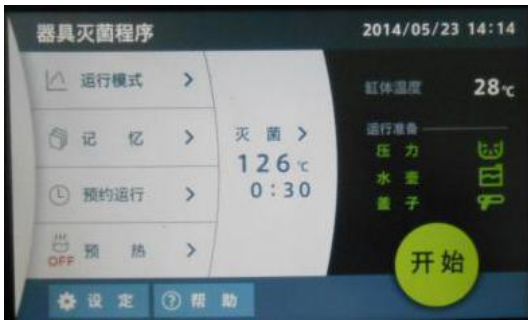 器具灭菌程序
2014/05/23 14:14
运行模式
记 忆
预约运行
OFF 预 热
灭 菌
126℃
0:30
缸体温度 28℃
运行准备
压 力
水 壶
盖 子
开始
设 定
帮 助